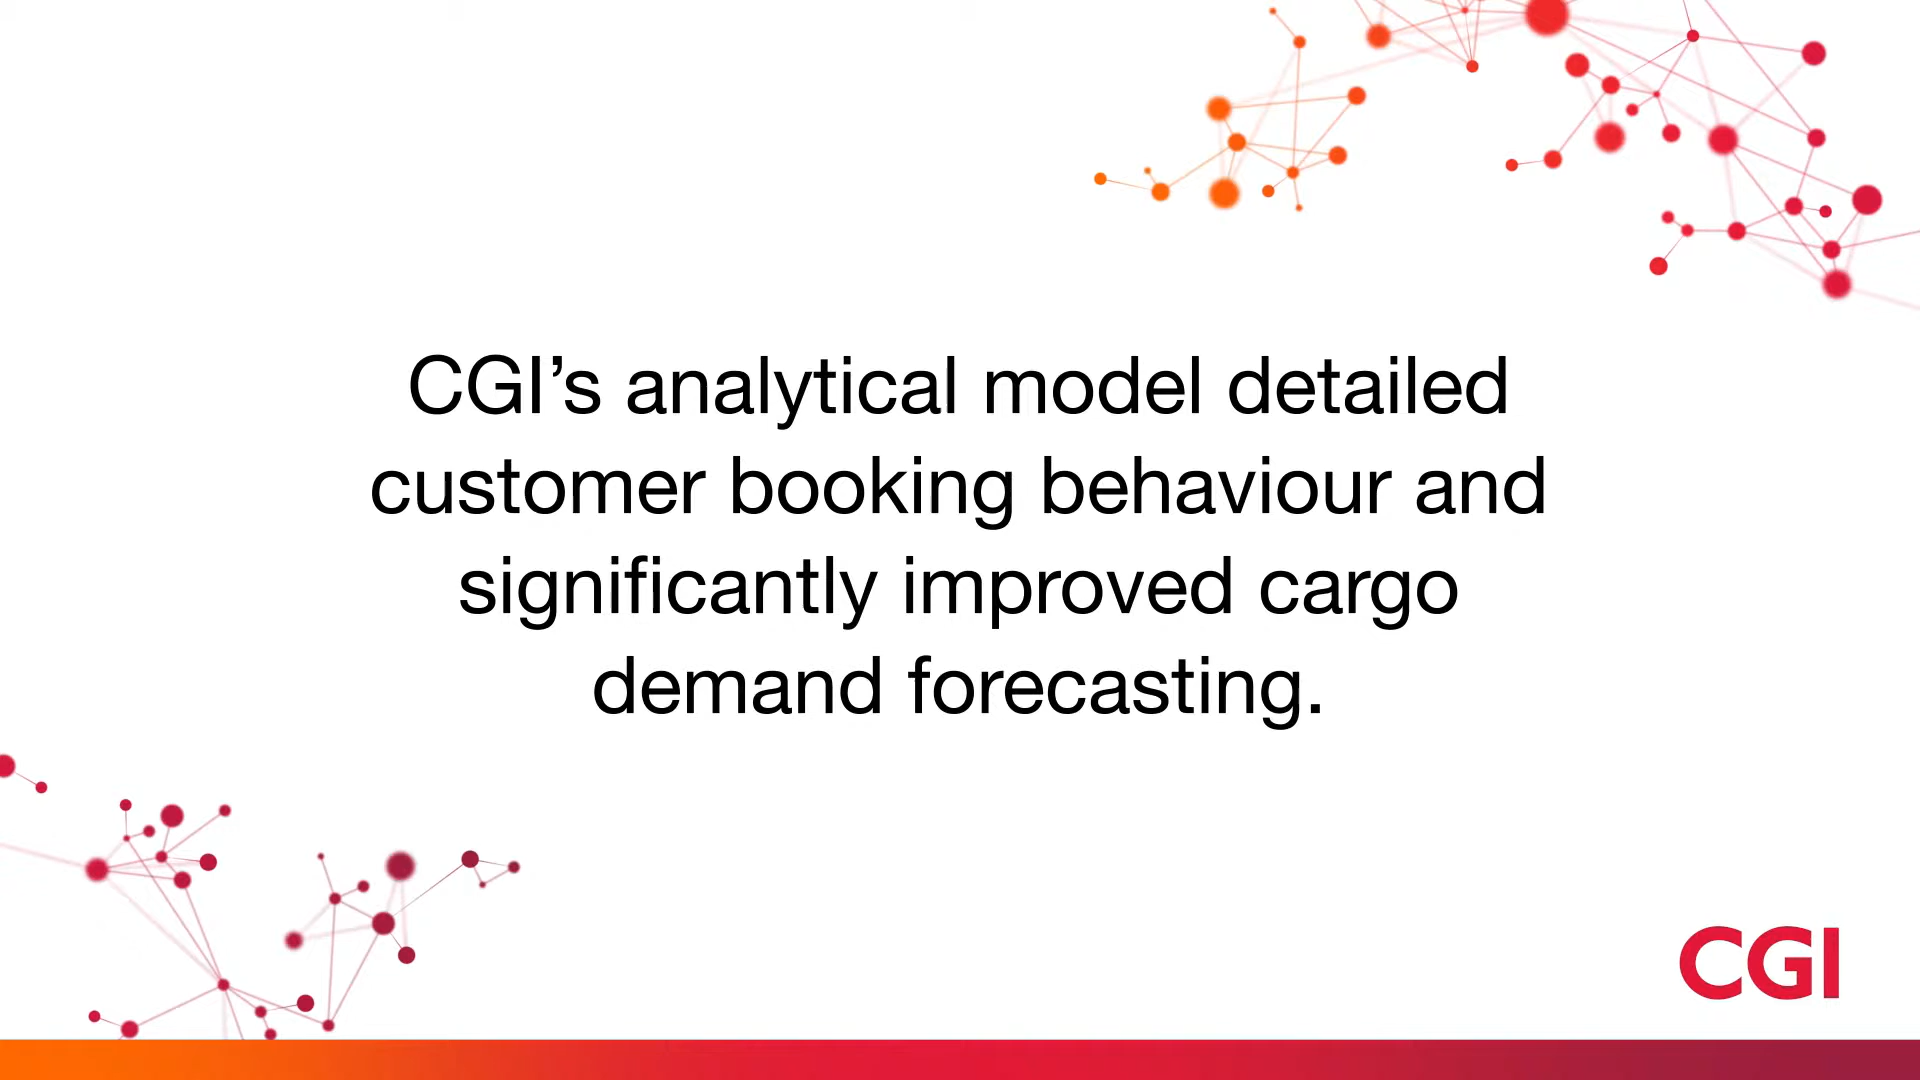 CGI’s analytical model detailed
customer booking behaviour and
significantly improved cargo
demand forecasting.
CGI